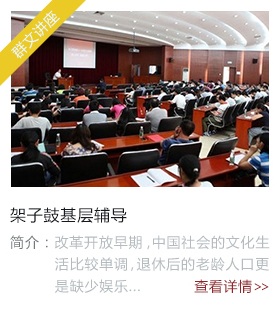 群文讲座
架子鼓基层辅导
简介：改革开放早期,中国社会的文化生
活比较单调,退休后的老龄人口更
是缺少娱乐...
查看详情>>